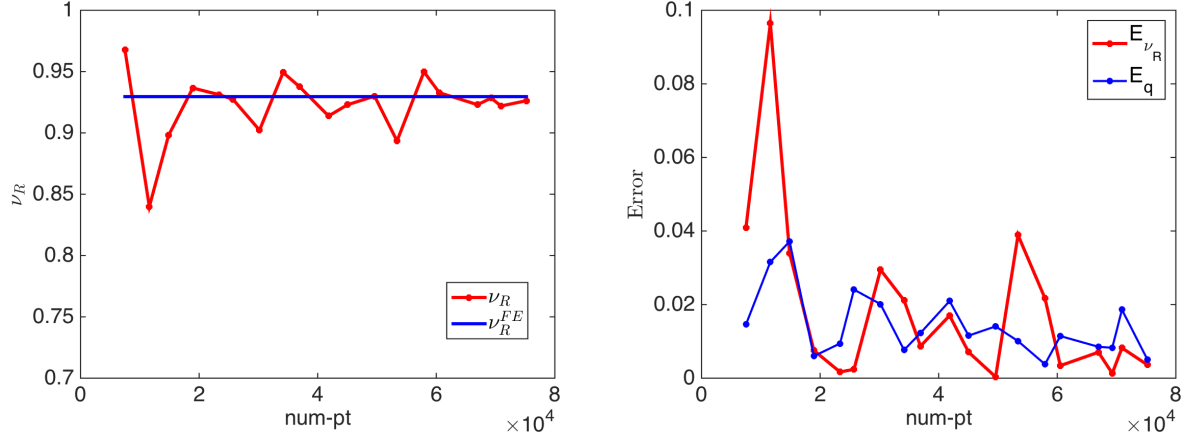 1
0.95
0.9
0.85
0.8
0.75
0.7
ν_R
0 2 4 6 8
num-pt
×10^4
ν_R
ν_R^{FE}
0.1
0.08
0.06
0.04
0.02
0
Error
0 2 4 6 8
num-pt
×10^4
E_{ν_R}
E_q